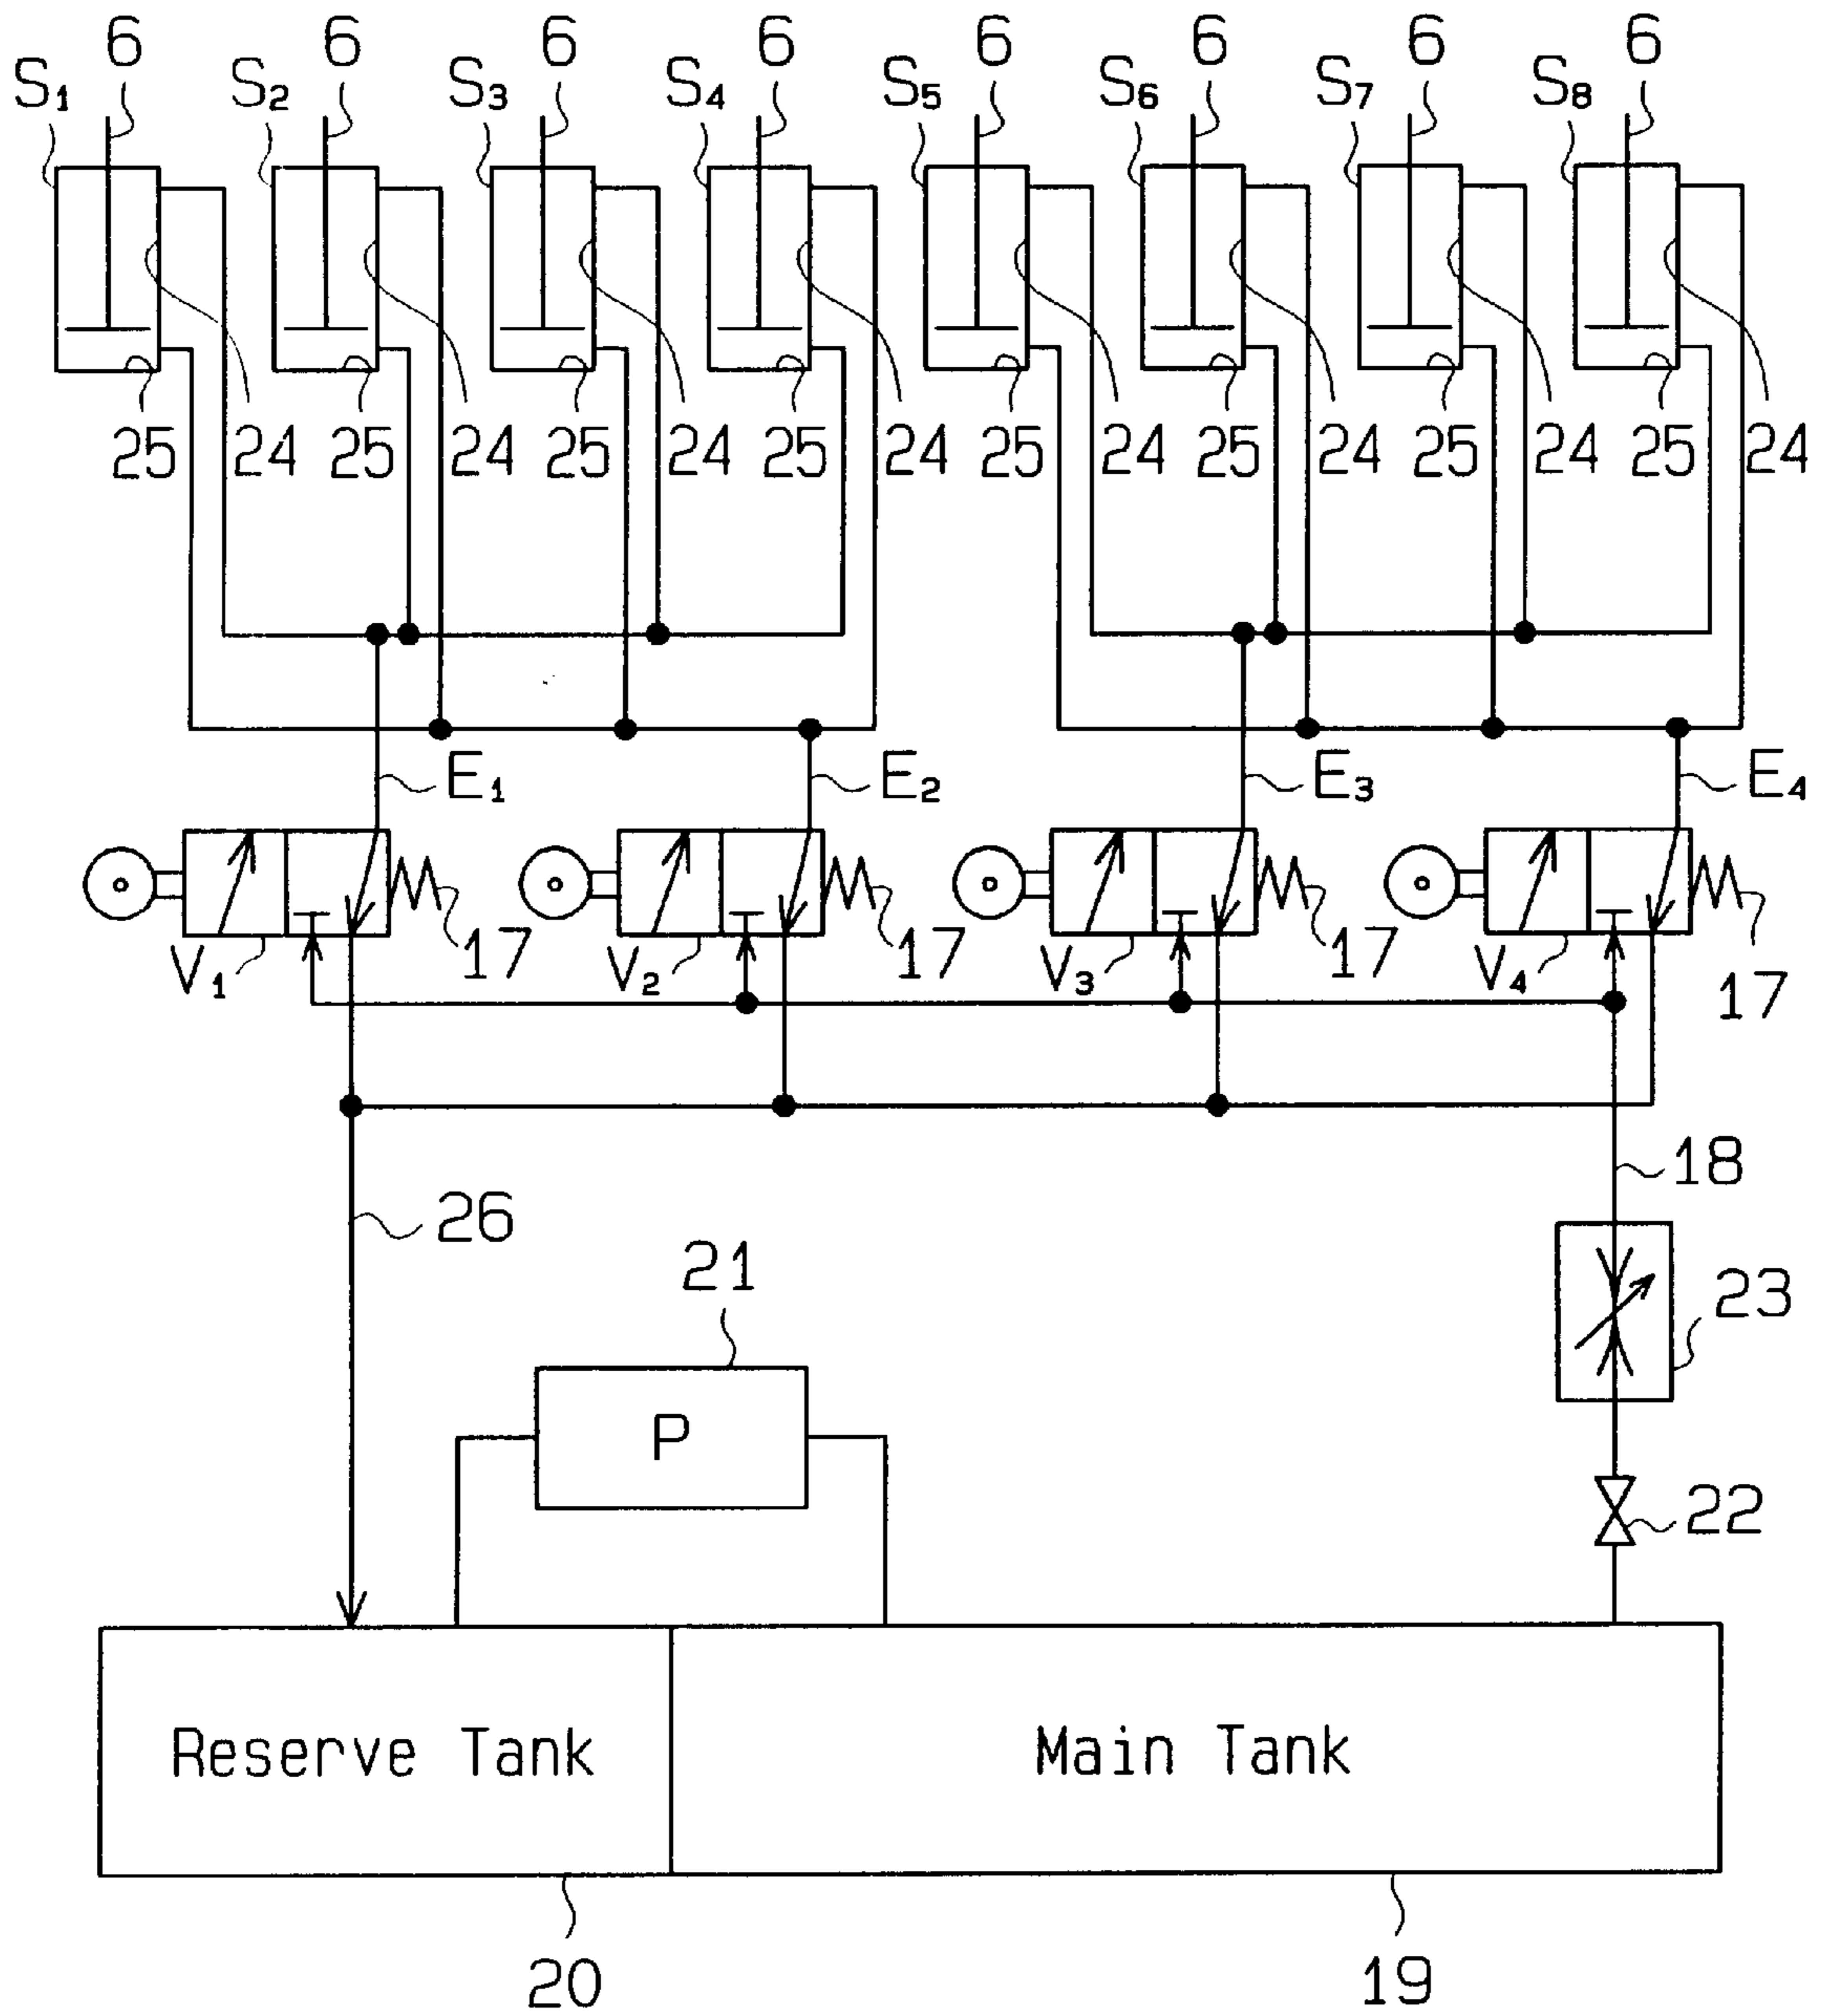 6 6 6 6 6 6 6 6
S1 S2 S3 S4 S5 S6 S7 S8
25 24 25 24 25 24 25 24 25 24 25 24 25 24 25 24
E1 E2 E3 E4
V1 17 V2 17 V3 17 V4 17
18
26
21
23
P
22
Reserve Tank Main Tank
20 19